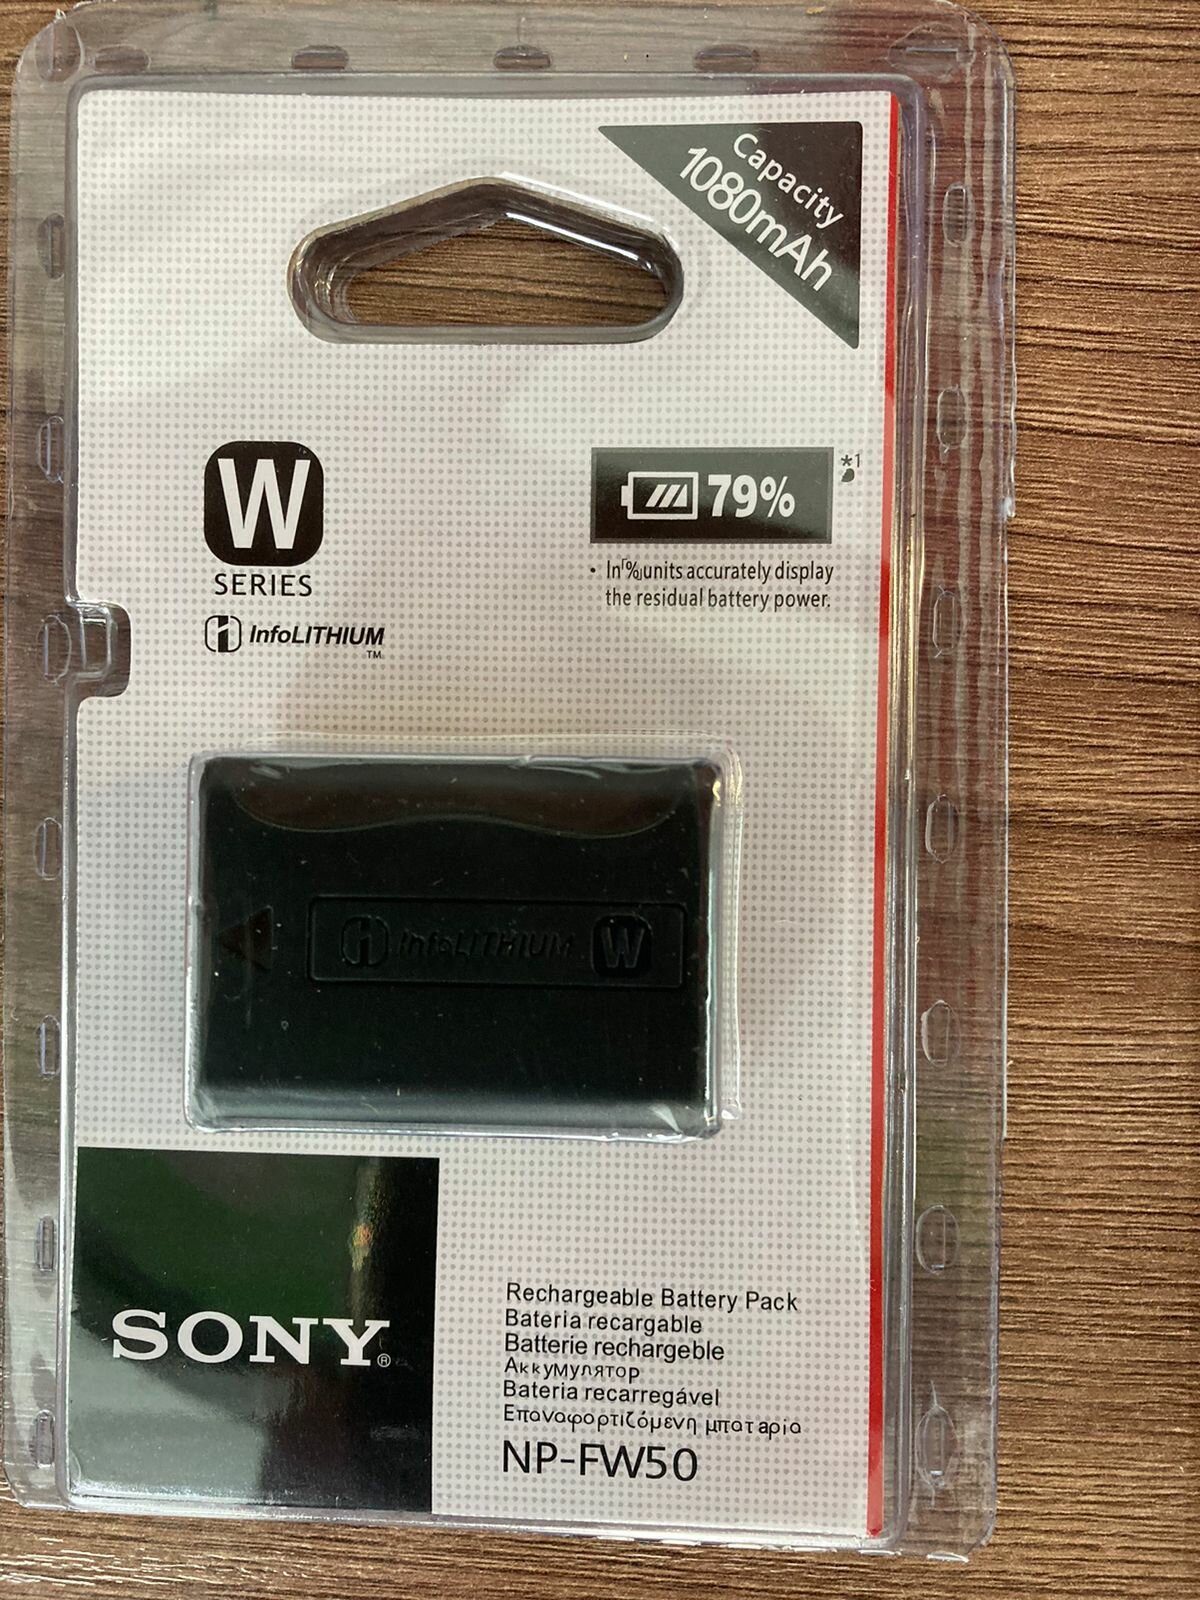 Capacity
1080mAh
W
SERIES
i InfoLITHIUM
TM
79%
*1
• In「%」units accurately display
the residual battery power.
i InfoLITHIUM W
SONY®
Rechargeable Battery Pack
Bateria recargable
Batterie rechargeble
Аккумулятор
Bateria recarregável
Επαναφορτιζόμενη μπαταρία
NP-FW50